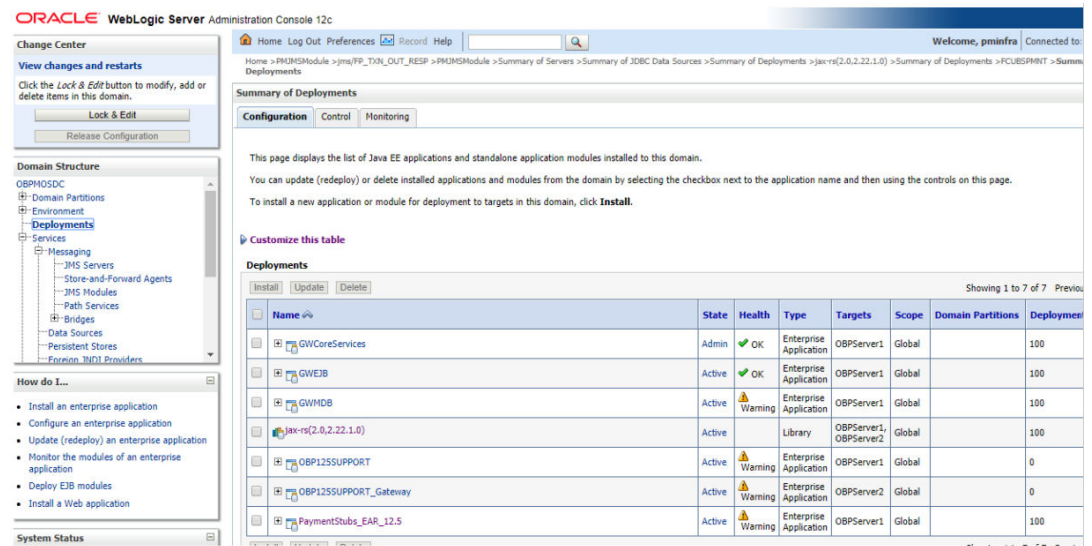 ORACLE WebLogic Server Administration Console 12c
Change Center
View changes and restarts
Click the Lock & Edit button to modify, add or
delete items in this domain.
Lock & Edit
Release Configuration
Domain Structure
OBPMOSDC
Domain Partitions
Environment
Deployments
Services
Messaging
JMS Servers
Store-and-Forward Agents
JMS Modules
Path Services
Bridges
Data Sources
Persistent Stores
Foreign JNDI Providers
How do I...
Install an enterprise application
Configure an enterprise application
Update (redeploy) an enterprise application
Monitor the modules of an enterprise
application
Deploy EJB modules
Install a Web application
System Status
Home Log Out Preferences Record Help
Welcome, pminfra Connected to:
Home >PMJMSModule >jms/FP_TXN_OUT_RESP >PMJMSModule >Summary of Servers >Summary of JDBC Data Sources >Summary of Deployments >jax-rs(2.0,2.22.1.0) >Summary of Deployments >FCUBSPMNT >Summa
Deployments
Summary of Deployments
Configuration Control Monitoring
This page displays the list of Java EE applications and standalone application modules installed to this domain.
You can update (redeploy) or delete installed applications and modules from the domain by selecting the checkbox next to the application name and then using the controls on this page.
To install a new application or module for deployment to targets in this domain, click Install.
Customize this table
Deployments
Install Update Delete Showing 1 to 7 of 7 Previou
Name State Health Type Targets Scope Domain Partitions Deployment
GWCoreServices Admin OK Enterprise Application OBPServer1 Global 100
GWEJB Active OK Enterprise Application OBPServer1 Global 100
GWMDB Active Warning Enterprise Application OBPServer1 Global 100
jax-rs(2.0,2.22.1.0) Active Library OBPServer1, OBPServer2 Global 100
OBP125SUPPORT Active Warning Enterprise Application OBPServer1 Global 0
OBP125SUPPORT_Gateway Active Warning Enterprise Application OBPServer2 Global 0
PaymentStubs_EAR_12.5 Active Warning Enterprise Application OBPServer1 Global 100